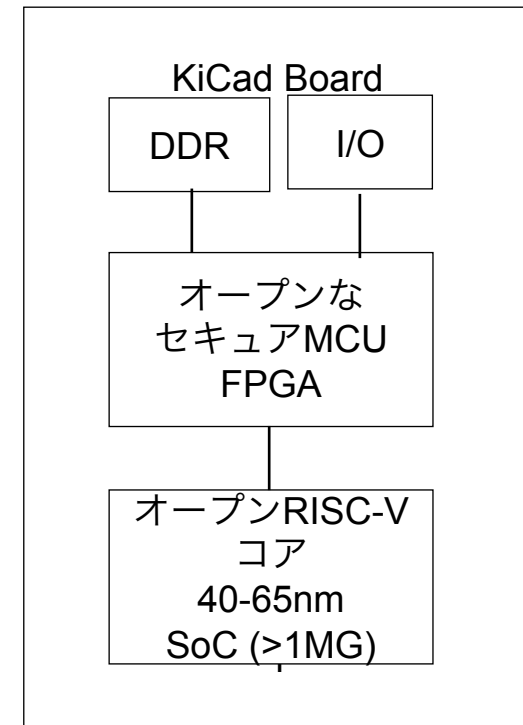 KiCad Board
DDR
I/O
オープンな
セキュアMCU
FPGA
オープンRISC-V
コア
40-65nm
SoC (>1MG)